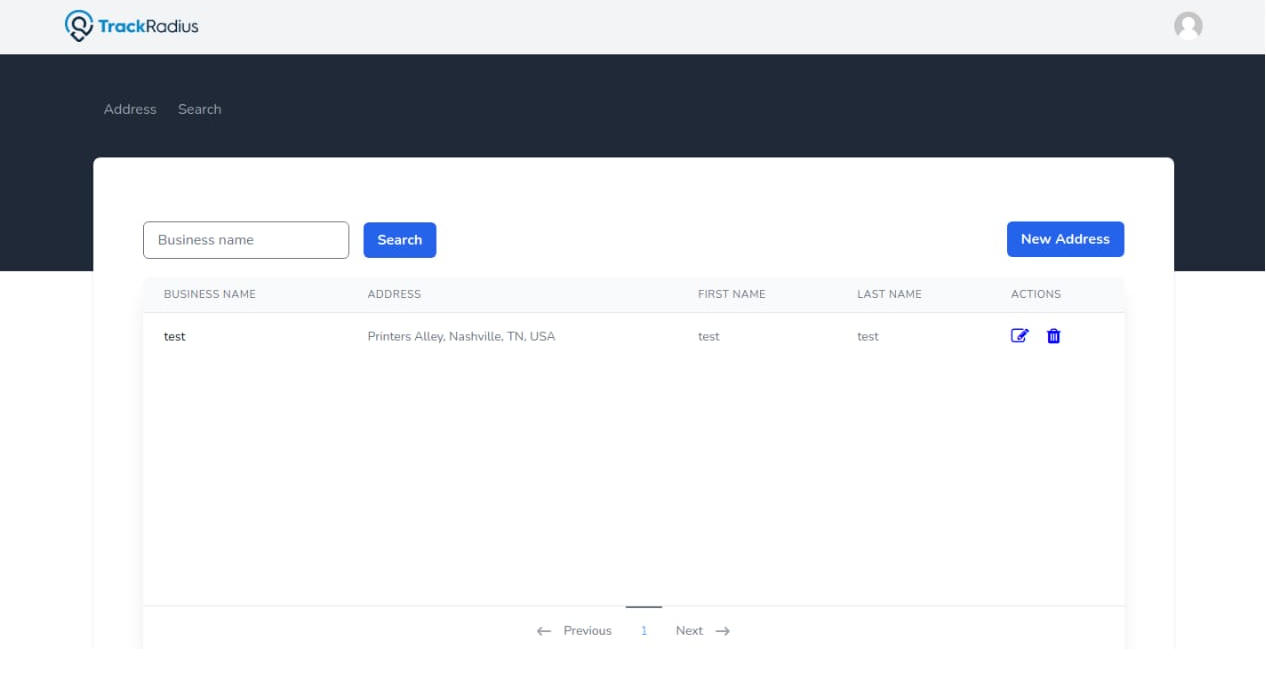 TrackRadius
Address Search
Business name Search New Address
BUSINESS NAME ADDRESS FIRST NAME LAST NAME ACTIONS
test Printers Alley, Nashville, TN, USA test test
← Previous 1 Next →